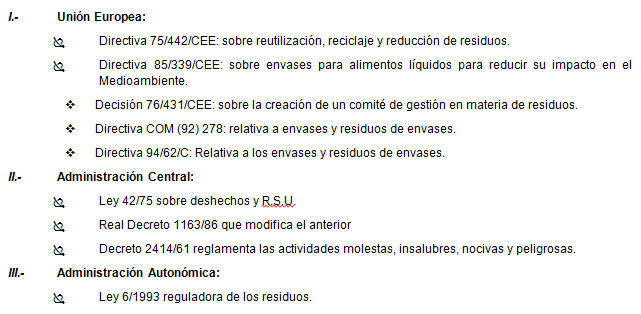 I.- Unión Europea:
Directiva 75/442/CEE: sobre reutilización, reciclaje y reducción de residuos.
Directiva 85/339/CEE: sobre envases para alimentos líquidos para reducir su impacto en el
Medioambiente.
❖ Decisión 76/431/CEE: sobre la creación de un comité de gestión en materia de residuos.
❖ Directiva COM (92) 278: relativa a envases y residuos de envases.
❖ Directiva 94/62/C: Relativa a los envases y residuos de envases.
II.- Administración Central:
Ley 42/75 sobre deshechos y R.S.U.
Real Decreto 1163/86 que modifica el anterior
Decreto 2414/61 reglamenta las actividades molestas, insalubres, nocivas y peligrosas.
III.- Administración Autonómica:
Ley 6/1993 reguladora de los residuos.